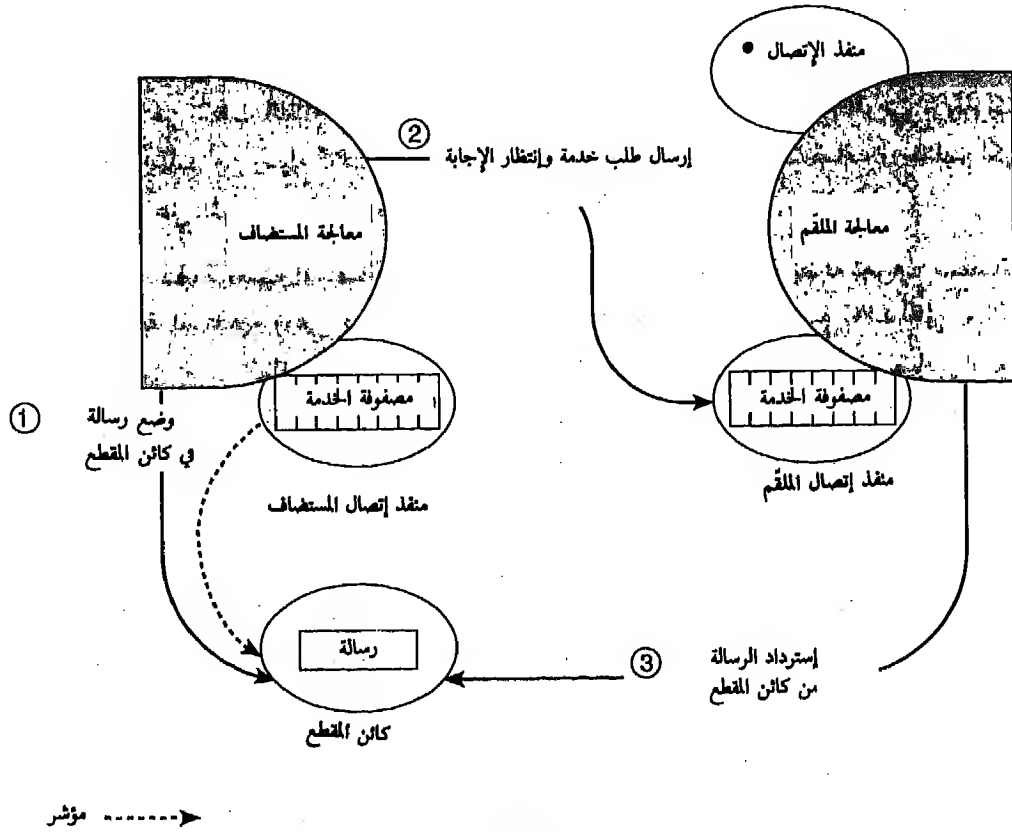 منفذ الإتصال
②
إرسال طلب خدمة وإنتظار الإجابة
معالجة الملقّم
معالجة المستضاف
مصفوفة الخدمة
مصفوفة الخدمة
①
وضع رسالة
في كائن المقطع
منفذ إتصال الملقّم
منفذ إتصال المستضاف
رسالة
③
إسترداد الرسالة
من كائن المقطع
كائن المقطع
مؤشر